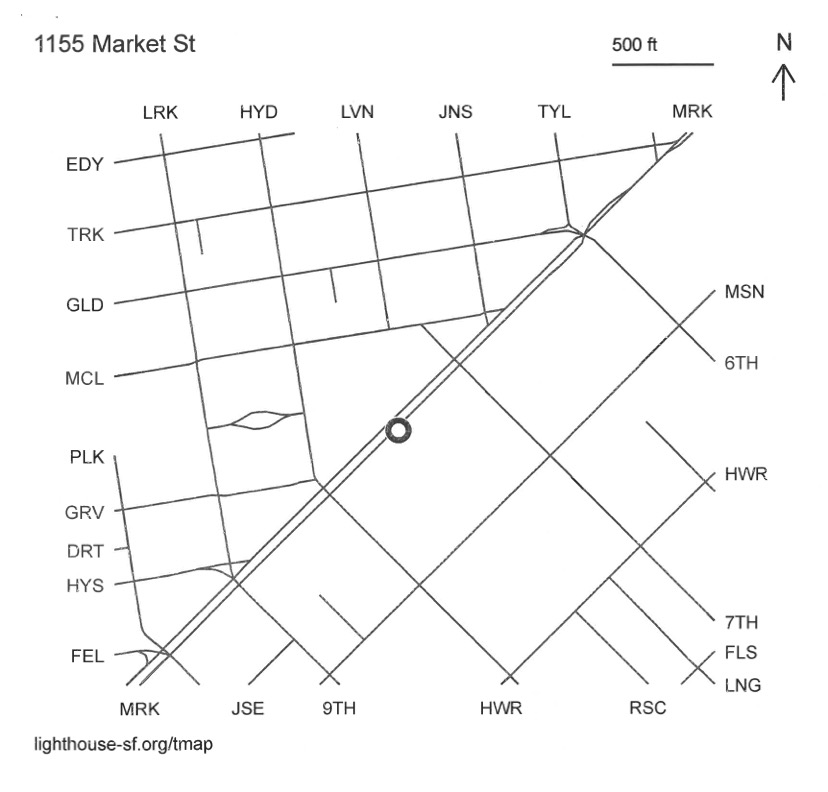 1155 Market St
500 ft
N
LRK HYD LVN JNS TYL MRK
EDY
TRK
GLD
MSN
6TH
MCL
PLK
HWR
GRV
DRT
HYS
7TH
FEL
FLS
LNG
MRK JSE 9TH HWR RSC
lighthouse-sf.org/tmap